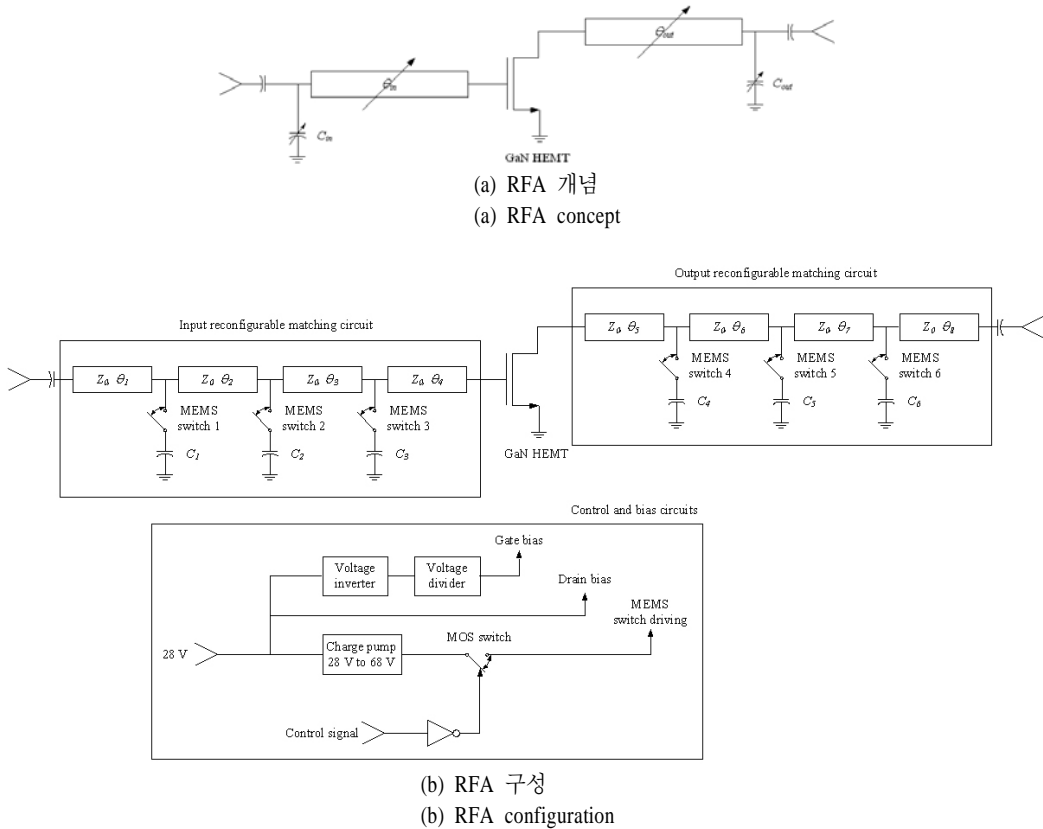 θin
Cin
GaN HEMT
θout
Cout
(a) RFA 개념
(a) RFA concept
Output reconfigurable matching circuit
Input reconfigurable matching circuit
Z0, θ5
Z0, θ6
Z0, θ7
Z0, θ8
MEMS
switch 4
MEMS
switch 5
MEMS
switch 6
C4
C5
C6
Z0, θ1
Z0, θ2
Z0, θ3
Z0, θ4
MEMS
switch 1
MEMS
switch 2
MEMS
switch 3
C1
C2
C3
GaN HEMT
Control and bias circuits
Gate bias
Voltage
inverter
Voltage
divider
Drain bias
MEMS
switch driving
28 V
Charge pump
28 V to 68 V
MOS switch
Control signal
(b) RFA 구성
(b) RFA configuration